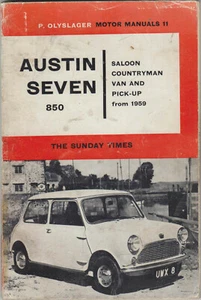 P. OLYSLAGER MOTOR MANUALS 11
AUSTIN
SEVEN
850
SALOON
COUNTRYMAN
VAN AND
PICK-UP
from 1959
THE SUNDAY TIMES
UWX 8